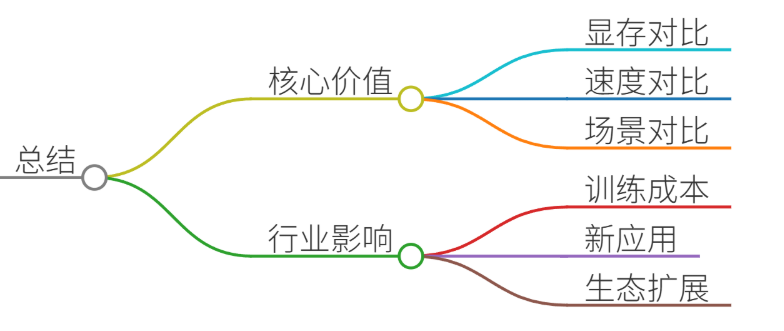 总结
核心价值
显存对比
速度对比
场景对比
行业影响
训练成本
新应用
生态扩展